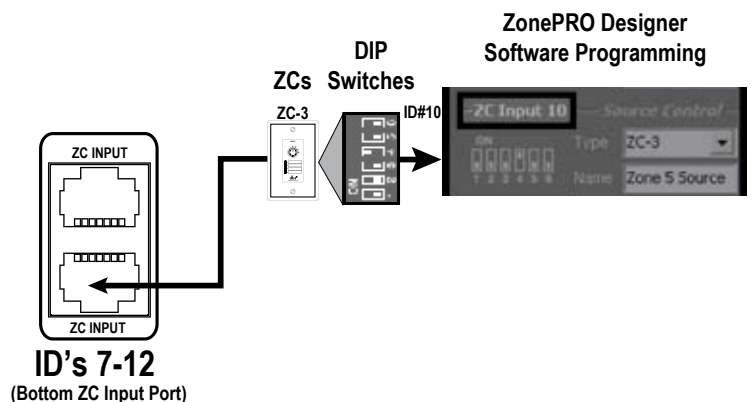 ZonePRO Designer
Software Programming
DIP
Switches
ZCs
ZC-3
ID#10
ZC Input 10
Source Control
ON
Type
ZC-3
1 2 3 4 5 6
Name
Zone 5 Source
ON
ZC INPUT
ZC INPUT
ID's 7-12
(Bottom ZC Input Port)